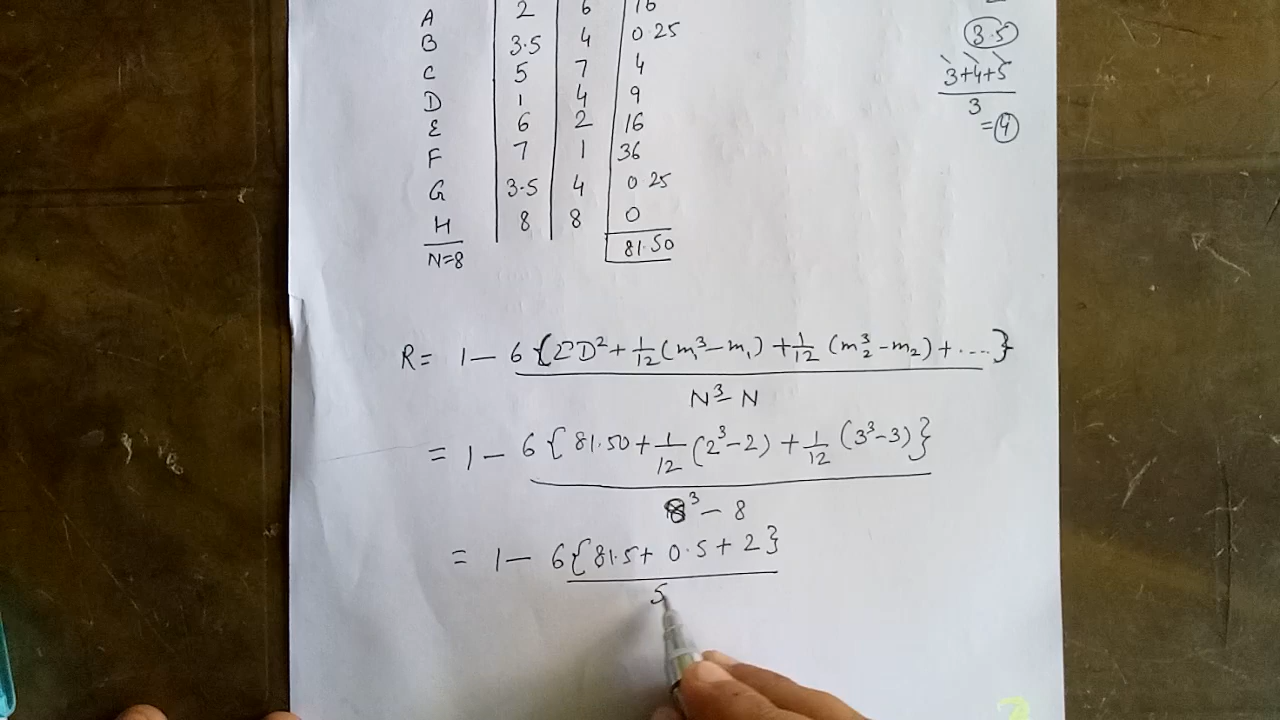 A 2 6 16
B 3.5 4 0.25
C 5 7 4
D 1 4 9
E 6 2 16
F 7 1 36
G 3.5 4 0.25
H 8 8 0
N=8 81.50
3.5
3+4+5
3
=4
R= 1- 6{ΣD²+1/12(m₁³-m₁)+1/12(m₂³-m₂)+....}
N³-N
= 1- 6{81.50+1/12(2³-2)+1/12(3³-3)}
8³-8
= 1- 6{81.5+0.5+2}
5